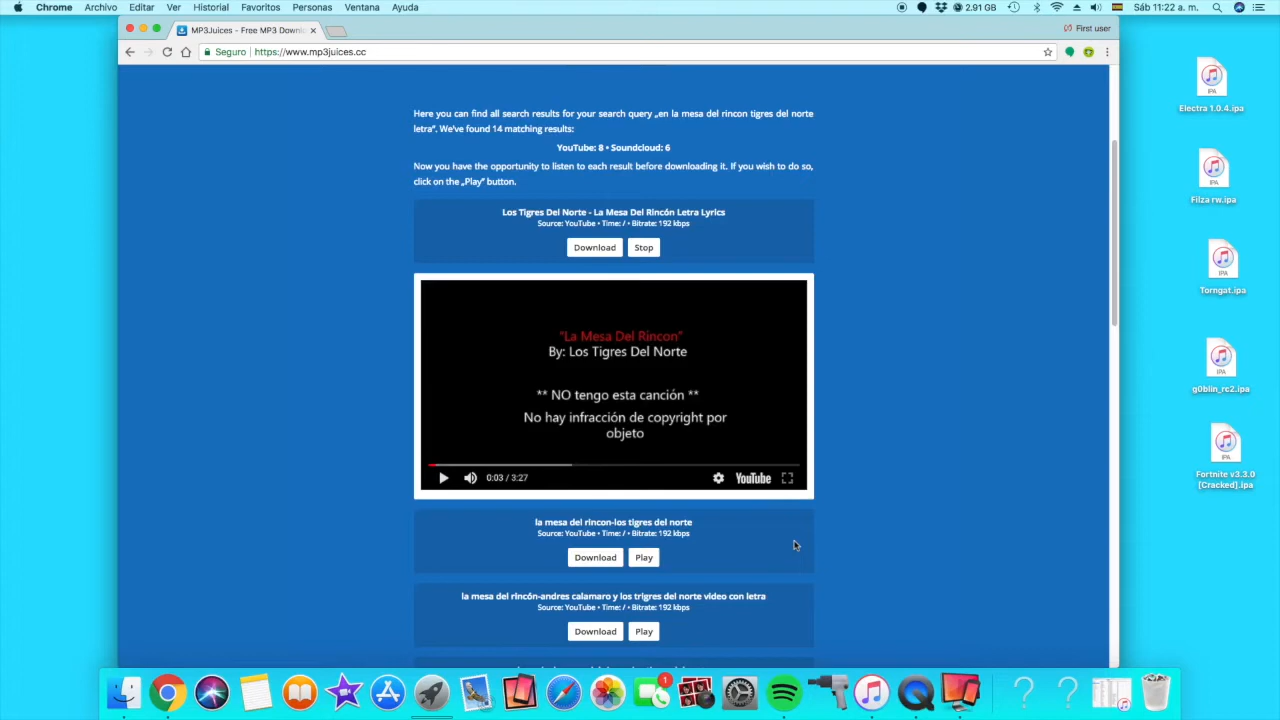 Chrome Archivo Editar Ver Historial Favoritos Personas Ventana Ayuda
2.91 GB Sáb 11:22 a. m.
MP3Juices - Free MP3 Downl
First user
Seguro https://www.mp3juices.cc
Here you can find all search results for your search query „en la mesa del rincon tigres del norte
letra“. We've found 14 matching results:
YouTube: 8 • Soundcloud: 6
Now you have the opportunity to listen to each result before downloading it. If you wish to do so,
click on the „Play“ button.
Los Tigres Del Norte - La Mesa Del Rincón Letra Lyrics
Source: YouTube • Time: / • Bitrate: 192 kbps
Download Stop
"La Mesa Del Rincon"
By: Los Tigres Del Norte
** NO tengo esta canción **
No hay infracción de copyright por
objeto
0:03 / 3:27
YouTube
la mesa del rincon-los tigres del norte
Source: YouTube • Time: / • Bitrate: 192 kbps
Download Play
la mesa del rincón-andres calamaro y los trigres del norte video con letra
Source: YouTube • Time: / • Bitrate: 192 kbps
Download Play
IPA
Electra 1.0.4.ipa
IPA
Filza rw.ipa
IPA
Torngat.ipa
IPA
g0blin_rc2.ipa
IPA
Fortnite v3.3.0
[Cracked].ipa
1